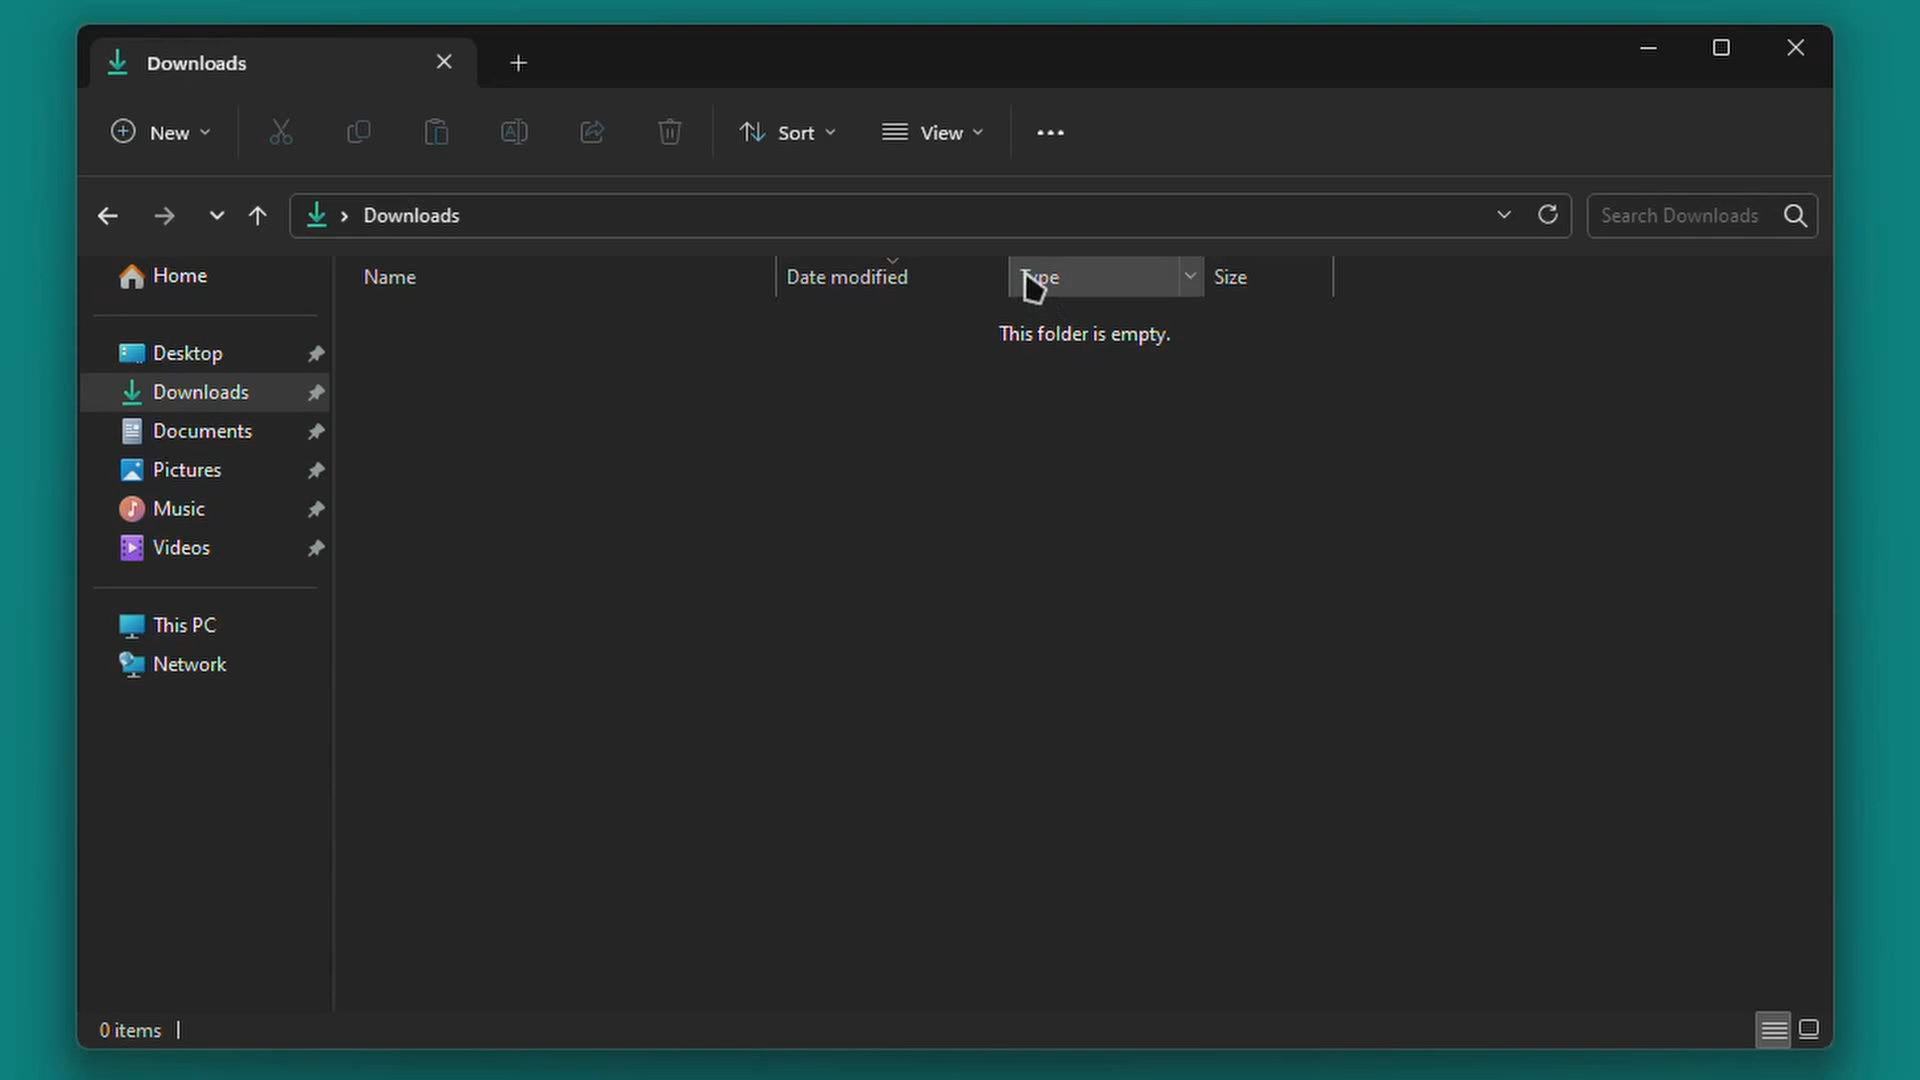 Downloads
New
Sort
View
Downloads
Search Downloads
Home
Desktop
Downloads
Documents
Pictures
Music
Videos
This PC
Network
Name
Date modified
Type
Size
This folder is empty.
0 items